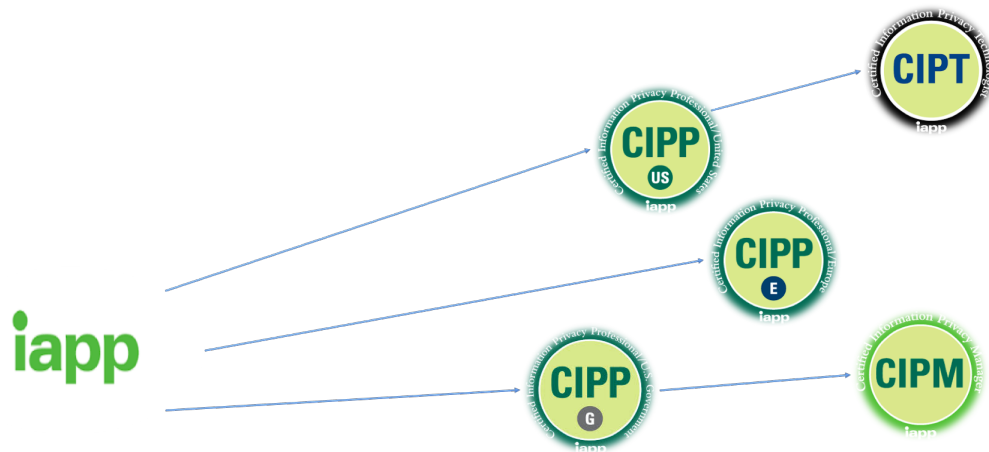 Certified Information Privacy Technologist
CIPT
iapp
Certified Information Privacy Professional/United States
CIPP
US
iapp
Certified Information Privacy Professional/Europe
CIPP
E
iapp
iapp
Certified Information Privacy Professional/U.S. Government
CIPP
G
iapp
Certified Information Privacy Manager
CIPM
iapp